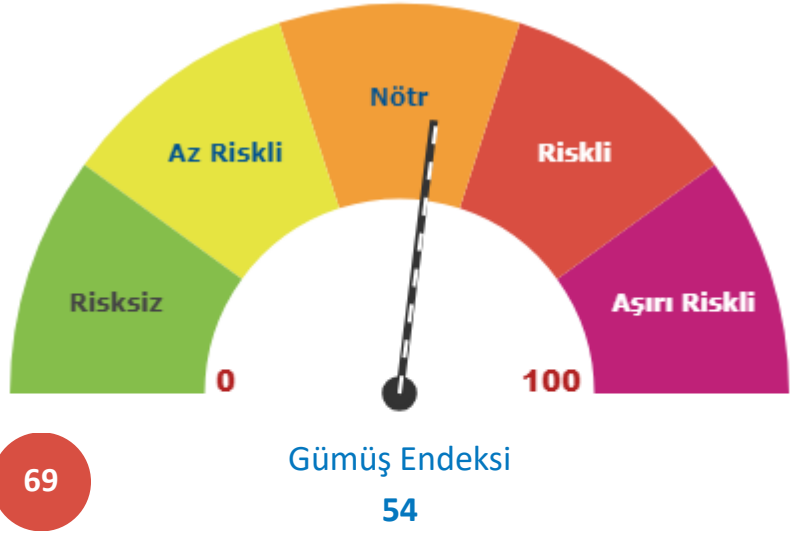 Nötr
Az Riskli
Riskli
Risksiz
Aşırı Riskli
0
100
Gümüş Endeksi
69
54